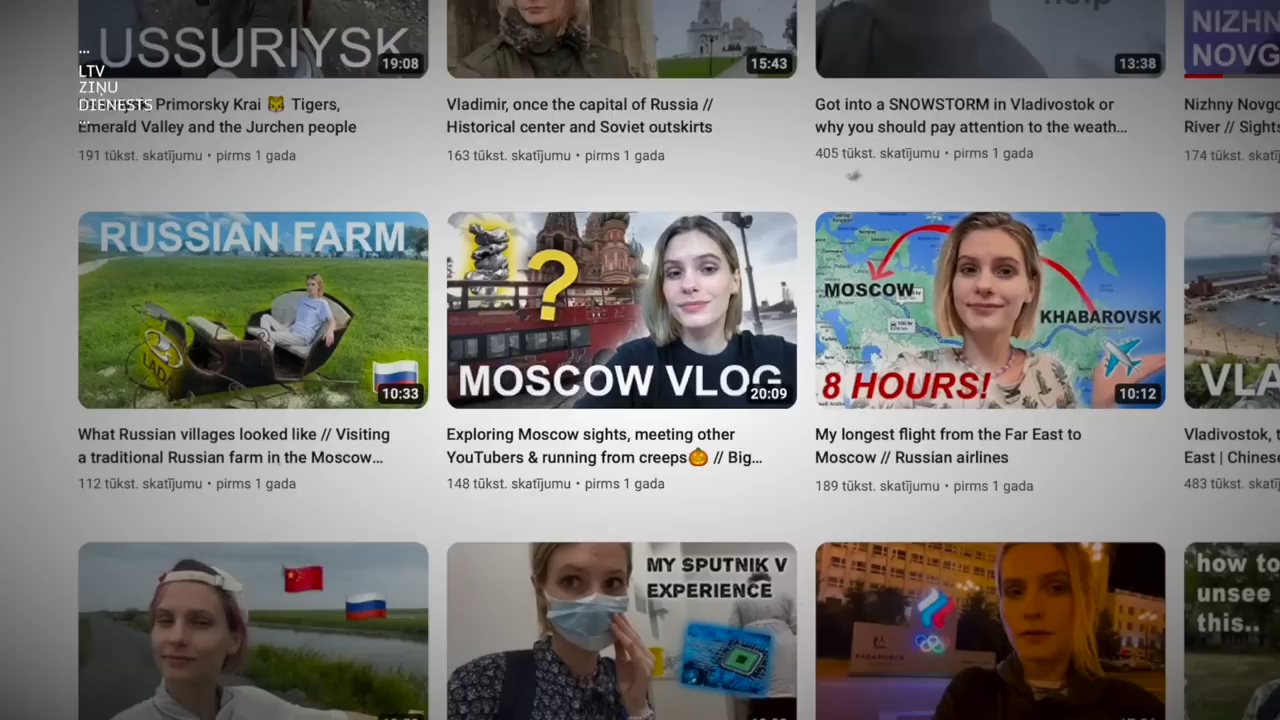 help
NIZHN
NOVG
USSURIYSK
19:08
15:43
13:38
...
LTV
ZIŅU
DIENESTS
...
Primorsky Krai 🐯 Tigers,
Emerald Valley and the Jurchen people
191 tūkst. skatījumu • pirms 1 gada
Vladimir, once the capital of Russia //
Historical center and Soviet outskirts
163 tūkst. skatījumu • pirms 1 gada
Got into a SNOWSTORM in Vladivostok or
why you should pay attention to the weath...
405 tūkst. skatījumu • pirms 1 gada
Nizhny Novgo
River // Sights
174 tūkst. skatī
RUSSIAN FARM
LADA
10:33
?
MOSCOW VLOG
20:09
MOSCOW
KHABAROVSK
8 HOURS!
10:12
VLA
What Russian villages looked like // Visiting
a traditional Russian farm in the Moscow...
112 tūkst. skatījumu • pirms 1 gada
Exploring Moscow sights, meeting other
YouTubers & running from creeps🎃 // Big...
148 tūkst. skatījumu • pirms 1 gada
My longest flight from the Far East to
Moscow // Russian airlines
189 tūkst. skatījumu • pirms 1 gada
Vladivostok, t
East | Chinese
483 tūkst. skatī
MY SPUTNIK V
EXPERIENCE
how to
unsee
this..